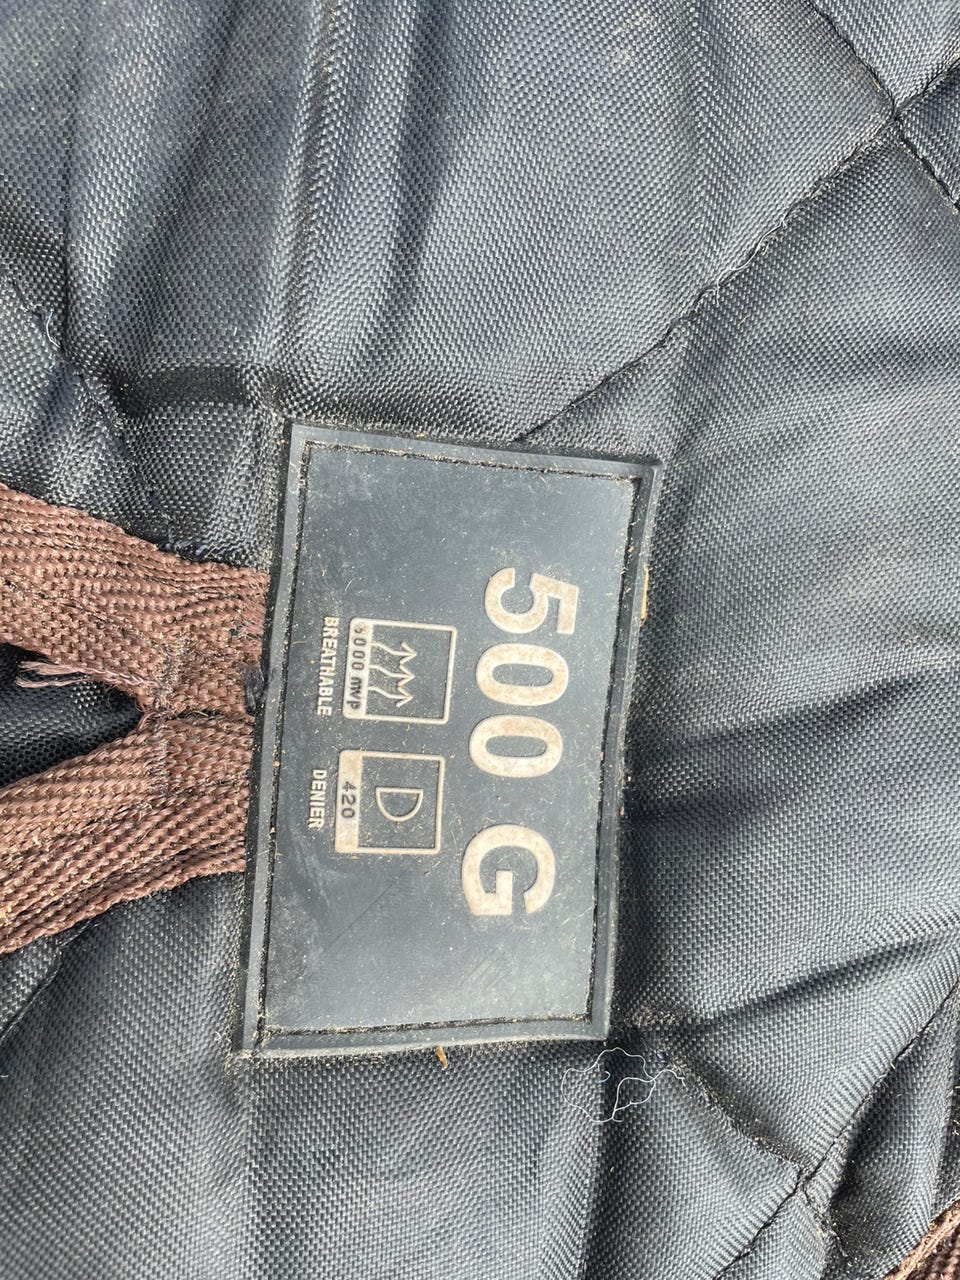 500 G
5000 mvp
BREATHABLE
D
420
DENIER